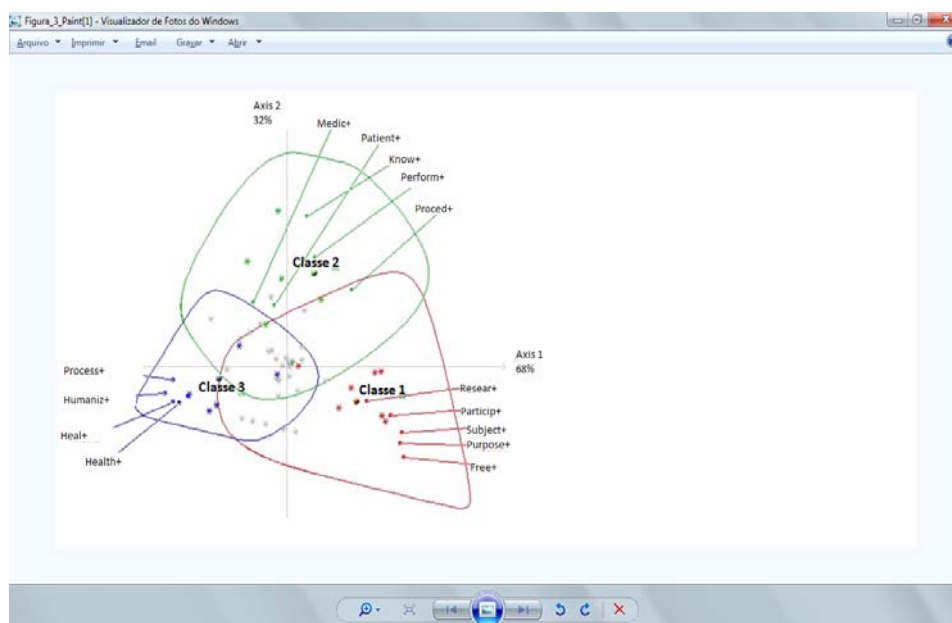 Figura_3_Paint[1] - Visualizador de Fotos do Windows
Arquivo Imprimir Email Gravar Abrir
Axis 2
32%
Medic+
Patient+
Know+
Perform+
Proced+
Classe 2
Axis 1
68%
Process+
Classe 3
Classe 1
Resear+
Humaniz+
Particip+
Subject+
Heal+
Purpose+
Health+
Free+